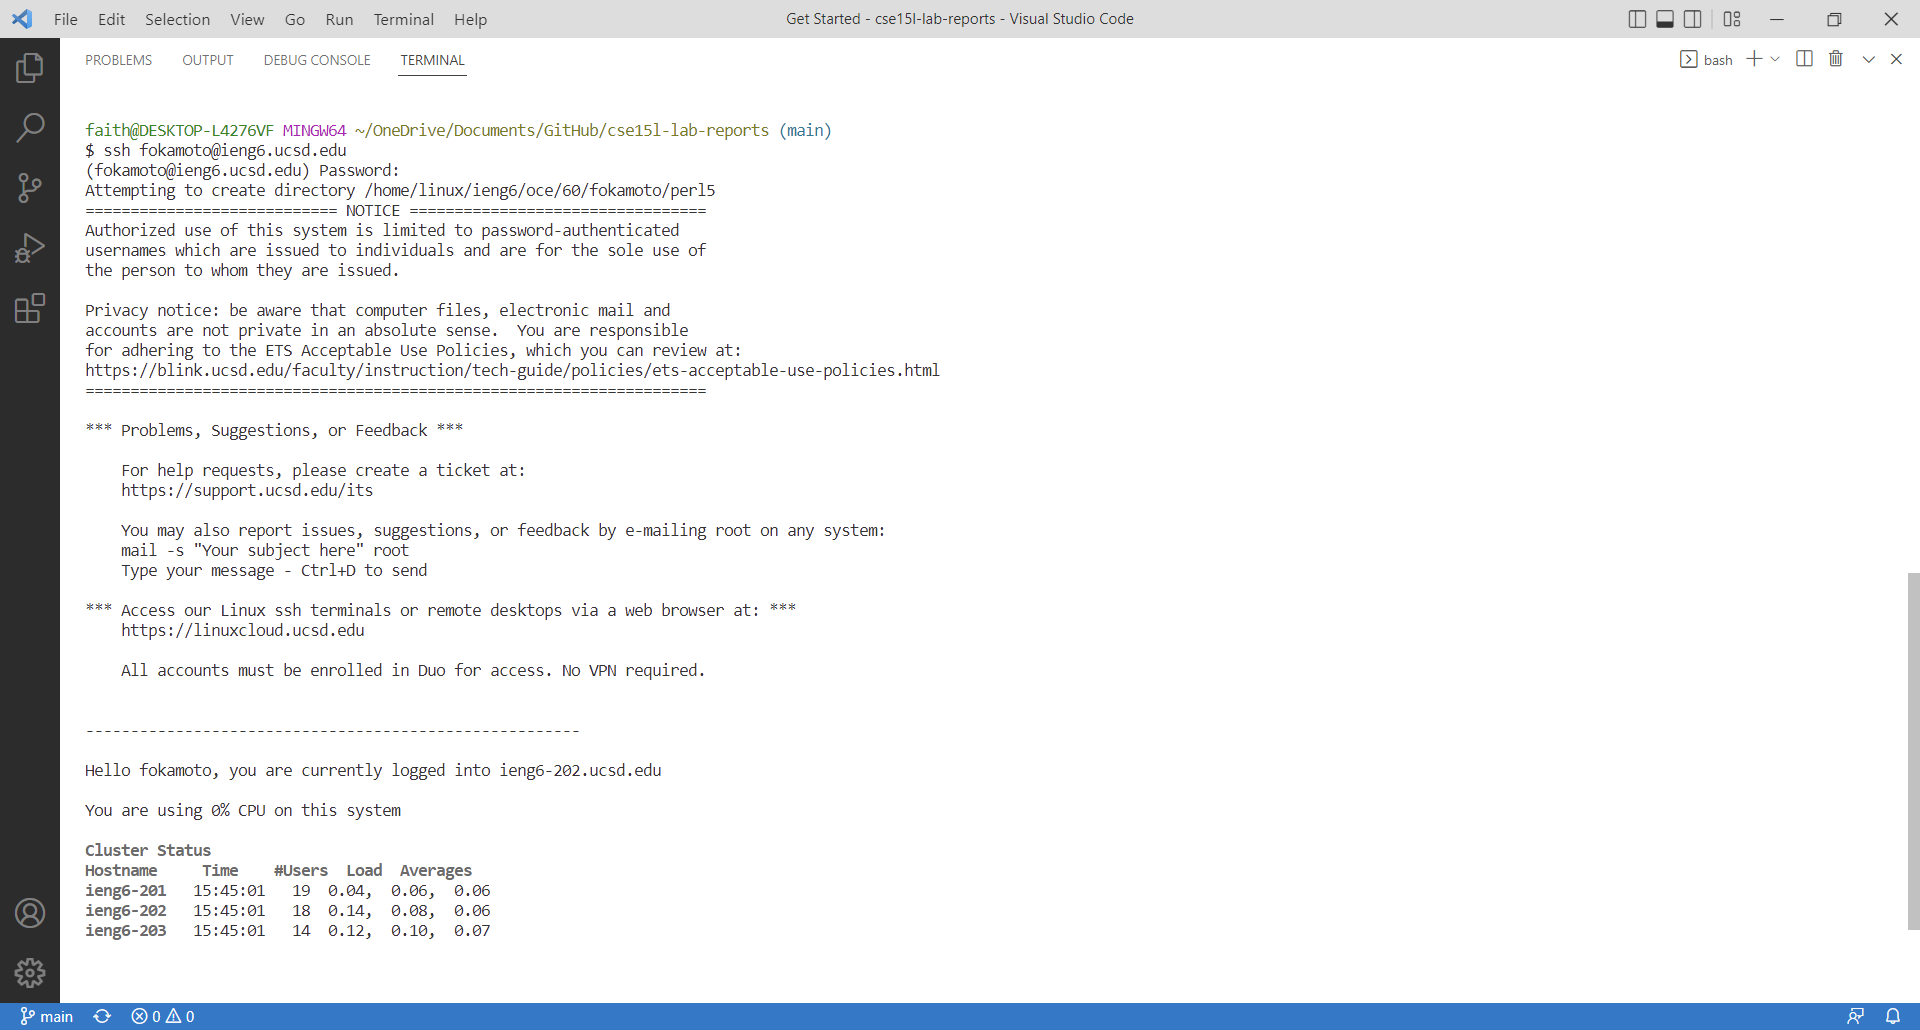 File Edit Selection View Go Run Terminal Help
Get Started - cse15l-lab-reports - Visual Studio Code
PROBLEMS OUTPUT DEBUG CONSOLE TERMINAL
bash
faith@DESKTOP-L4276VF MINGW64 ~/OneDrive/Documents/GitHub/cse15l-lab-reports (main)
$ ssh fokamoto@ieng6.ucsd.edu
(fokamoto@ieng6.ucsd.edu) Password:
Attempting to create directory /home/linux/ieng6/oce/60/fokamoto/perl5
============================ NOTICE =================================
Authorized use of this system is limited to password-authenticated
usernames which are issued to individuals and are for the sole use of
the person to whom they are issued.
Privacy notice: be aware that computer files, electronic mail and
accounts are not private in an absolute sense.  You are responsible
for adhering to the ETS Acceptable Use Policies, which you can review at:
https://blink.ucsd.edu/faculty/instruction/tech-guide/policies/ets-acceptable-use-policies.html
=====================================================================
*** Problems, Suggestions, or Feedback ***
For help requests, please create a ticket at:
https://support.ucsd.edu/its
You may also report issues, suggestions, or feedback by e-mailing root on any system:
mail -s "Your subject here" root
Type your message - Ctrl+D to send
*** Access our Linux ssh terminals or remote desktops via a web browser at: ***
https://linuxcloud.ucsd.edu
All accounts must be enrolled in Duo for access. No VPN required.
-------------------------------------------------------
Hello fokamoto, you are currently logged into ieng6-202.ucsd.edu
You are using 0% CPU on this system
Cluster Status
Hostname     Time    #Users  Load  Averages
ieng6-201   15:45:01   19  0.04,  0.06,  0.06
ieng6-202   15:45:01   18  0.14,  0.08,  0.06
ieng6-203   15:45:01   14  0.12,  0.10,  0.07
main 0 0